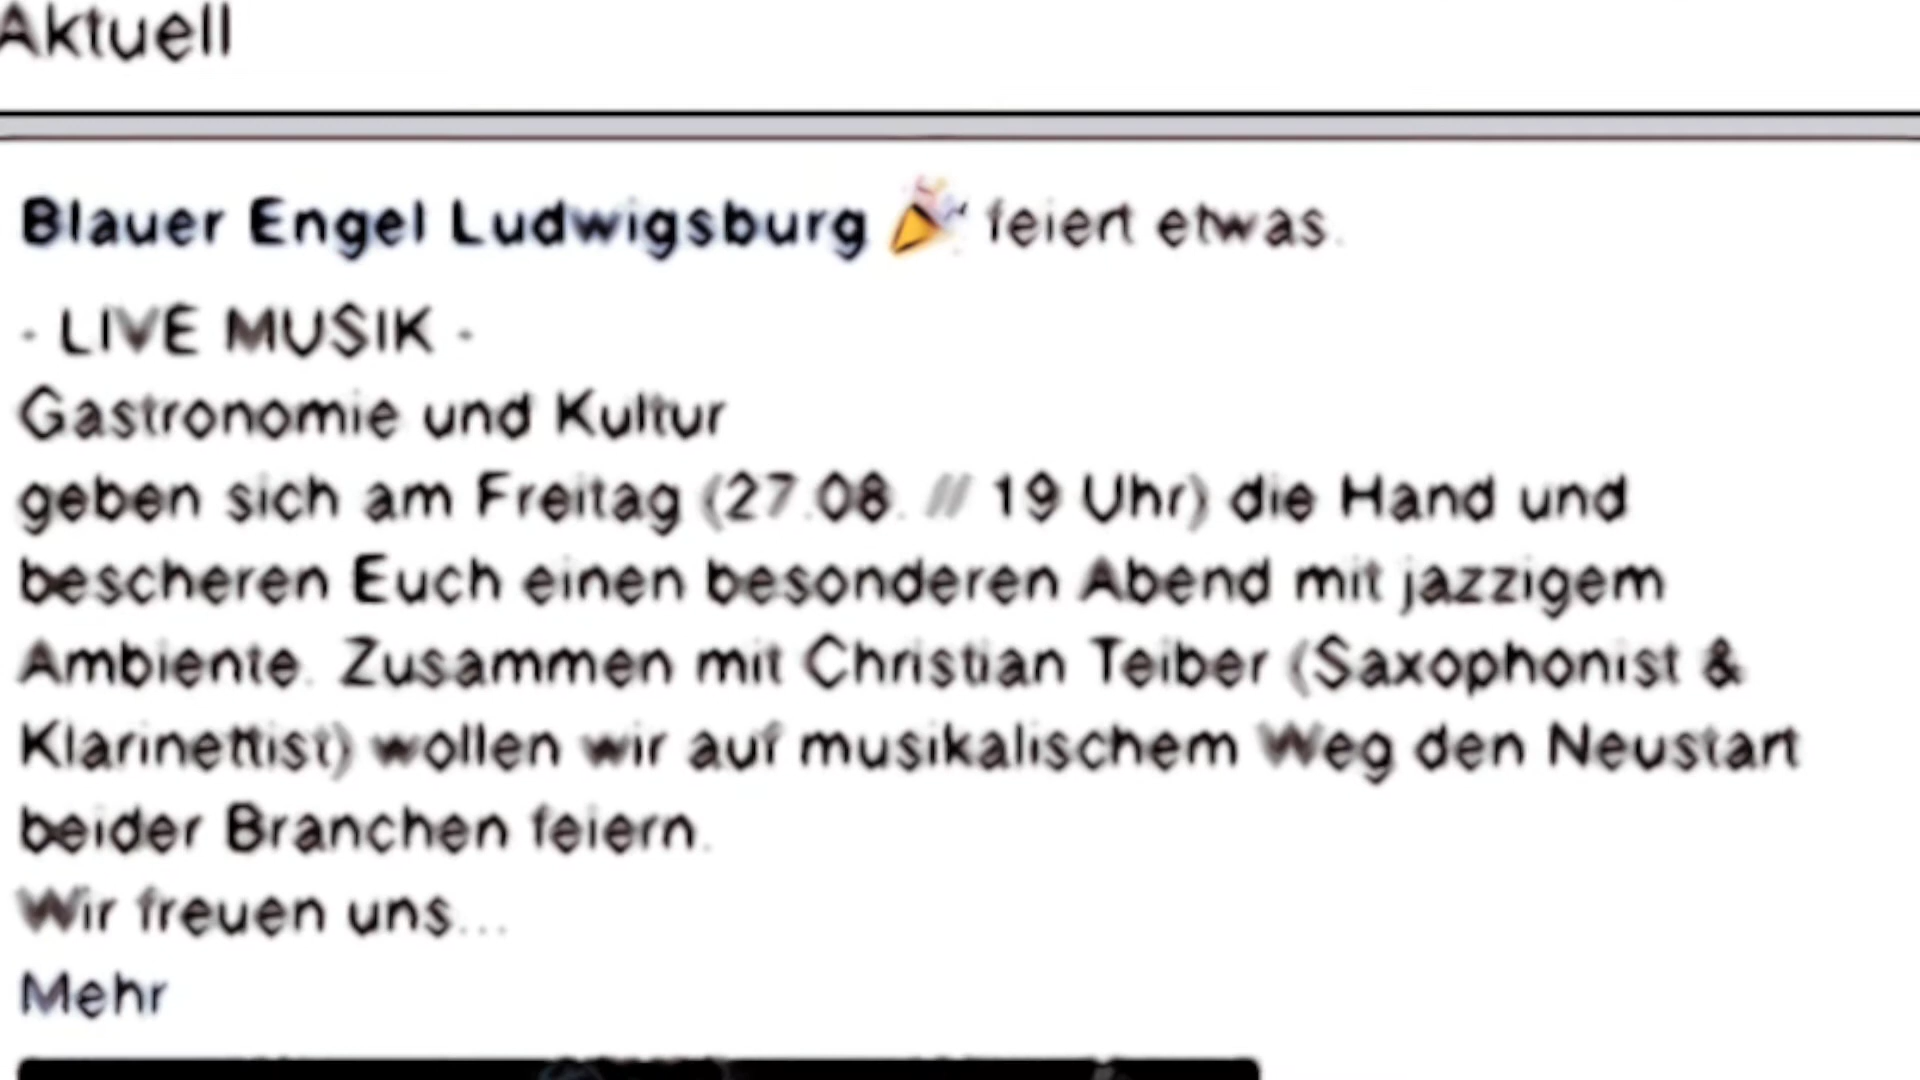 Aktuell
Blauer Engel Ludwigsburg 🎉 feiert etwas.
- LIVE MUSIK -
Gastronomie und Kultur
geben sich am Freitag (27.08. // 19 Uhr) die Hand und
bescheren Euch einen besonderen Abend mit jazzigem
Ambiente. Zusammen mit Christian Teiber (Saxophonist &
Klarinettist) wollen wir auf musikalischem Weg den Neustart
beider Branchen feiern.
Wir freuen uns...
Mehr